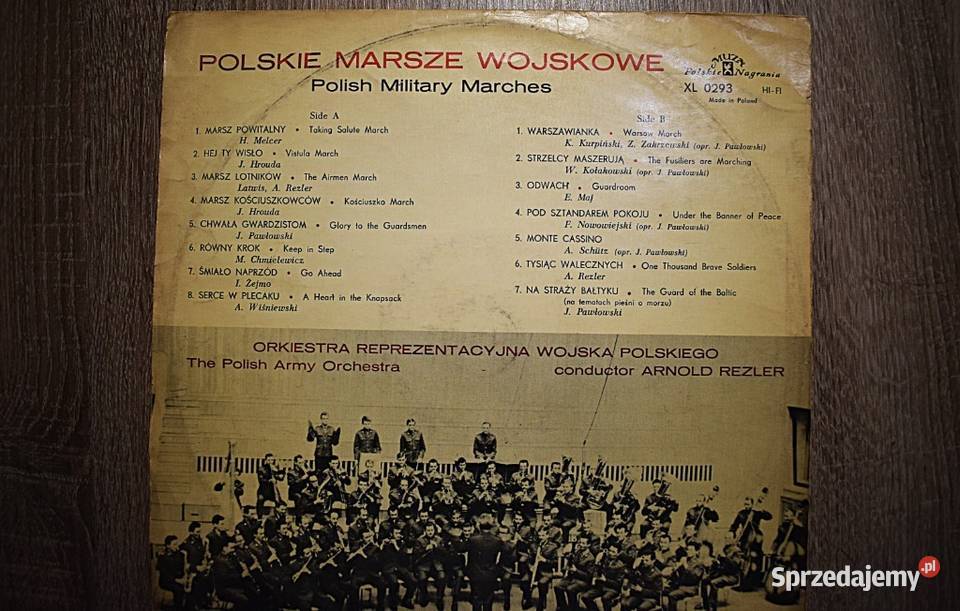 POLSKIE MARSZE WOJSKOWE
Polish Military Marches
MUZA
Polskie Nagrania
XL 0293 HI-FI
Made in Poland
Side A
1. MARSZ POWITALNY • Taking Salute March
H. Melcer
2. HEJ TY WISŁO • Vistula March
J. Hrouda
3. MARSZ LOTNIKÓW • The Airmen March
Latwis, A. Rezler
4. MARSZ KOŚCIUSZKOWCÓW • Kościuszko March
J. Hrouda
5. CHWAŁA GWARDZISTOM • Glory to the Guardsmen
J. Pawłowski
6. RÓWNY KROK • Keep in Step
M. Chmielewicz
7. ŚMIAŁO NAPRZÓD • Go Ahead
I. Żejmo
8. SERCE W PLECAKU • A Heart in the Knapsack
A. Wiśniewski
Side B
1. WARSZAWIANKA • Warsaw March
K. Kurpiński, Z. Zakrzewski (opr. J. Pawłowski)
2. STRZELCY MASZERUJĄ • The Fusiliers are Marching
W. Kołakowski (opr. J. Pawłowski)
3. ODWACH • Guardroom
E. Maj
4. POD SZTANDAREM POKOJU • Under the Banner of Peace
F. Nowowiejski (opr. J. Pawłowski)
5. MONTE CASSINO
A. Schütz (opr. J. Pawłowski)
6. TYSIĄC WALECZNYCH • One Thousand Brave Soldiers
A. Rezler
7. NA STRAŻY BAŁTYKU • The Guard of the Baltic
(na tematach pieśni o morzu)
J. Pawłowski
ORKIESTRA REPREZENTACYJNA WOJSKA POLSKIEGO
The Polish Army Orchestra conductor ARNOLD REZLER
Sprzedajemy.pl